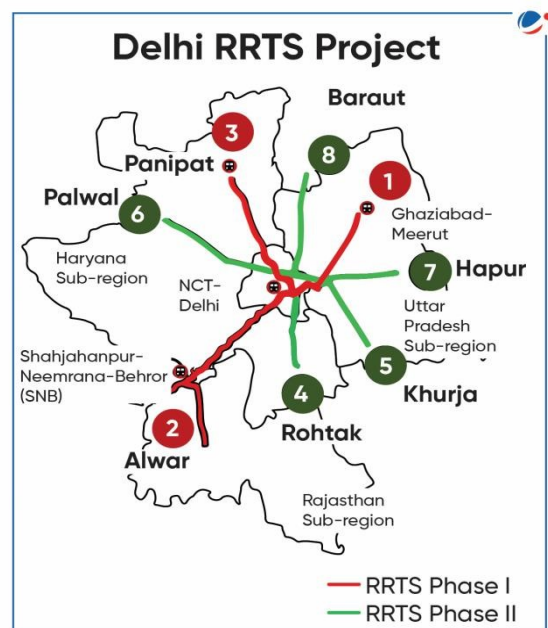 Delhi RRTS Project
Baraut
3
8
Panipat
1
Palwal
6
Ghaziabad-
Meerut
Haryana
Sub-region
NCT-
Delhi
7
Hapur
Uttar
Pradesh
Sub-region
Shahjahanpur-
Neemrana-Behror
(SNB)
5
Khurja
4
Rohtak
2
Alwar
Rajasthan
Sub-region
RRTS Phase I
RRTS Phase II